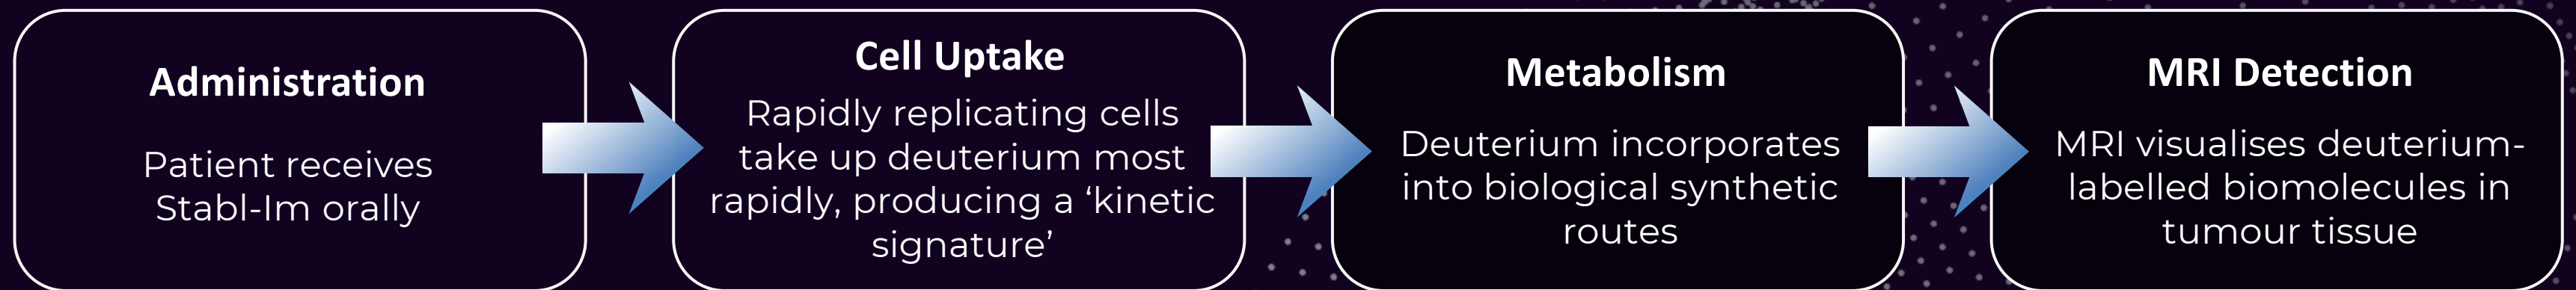 Administration
Patient receives
Stabl-Im orally
Cell Uptake
Rapidly replicating cells
take up deuterium most
rapidly, producing a ‘kinetic
signature’
Metabolism
Deuterium incorporates
into biological synthetic
routes
MRI Detection
MRI visualises deuterium-
labelled biomolecules in
tumour tissue